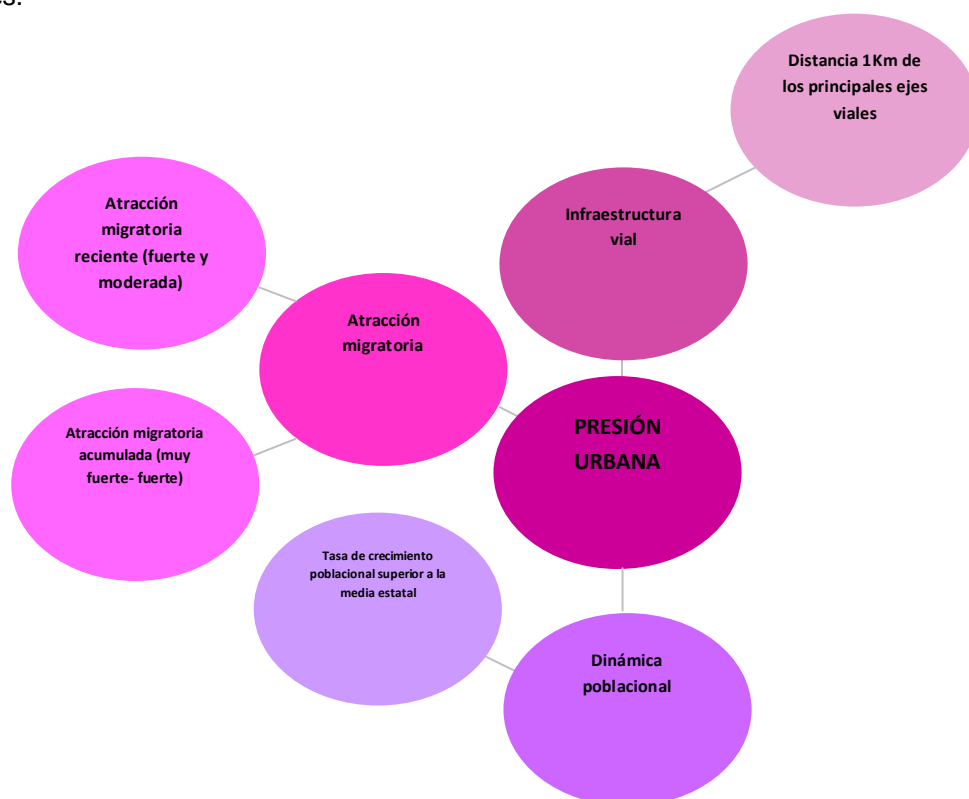 es:
Distancia 1Km de
los principales ejes
viales
Atracción
migratoria
reciente (fuerte y
moderada)
Infraestructura
vial
Atracción
migratoria
PRESIÓN
URBANA
Atracción migratoria
acumulada (muy
fuerte- fuerte)
Tasa de crecimiento
poblacional superior a la
media estatal
Dinámica
poblacional